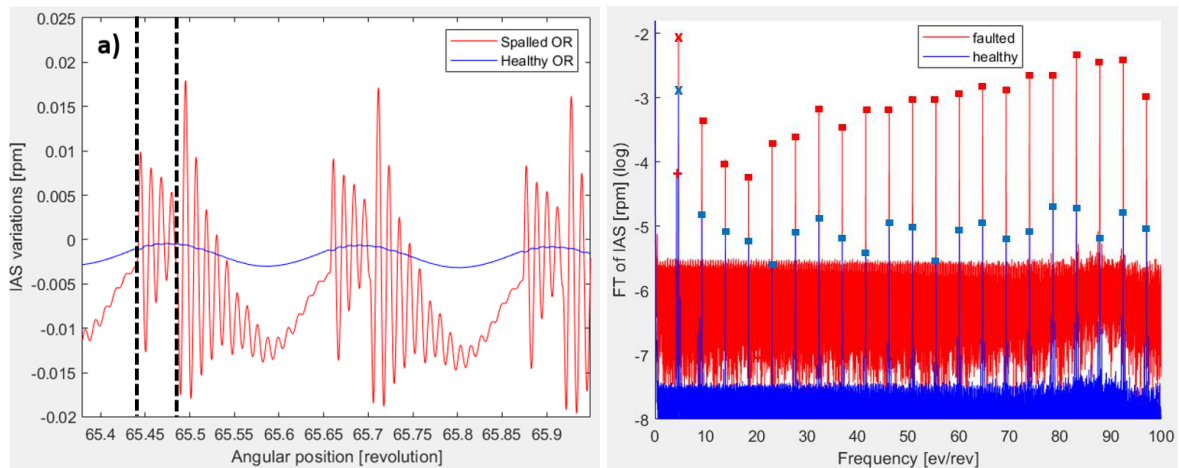 a)
Spalled OR
Healthy OR
0.025
0.02
0.015
0.01
0.005
0
-0.005
-0.01
-0.015
-0.02
IAS variations [rpm]
65.4 65.45 65.5 65.55 65.6 65.65 65.7 65.75 65.8 65.85 65.9
Angular position [revolution]
faulted
healthy
-2
-3
-4
-5
-6
-7
-8
FT of IAS [rpm] (log)
0 10 20 30 40 50 60 70 80 90 100
Frequency [ev/rev]